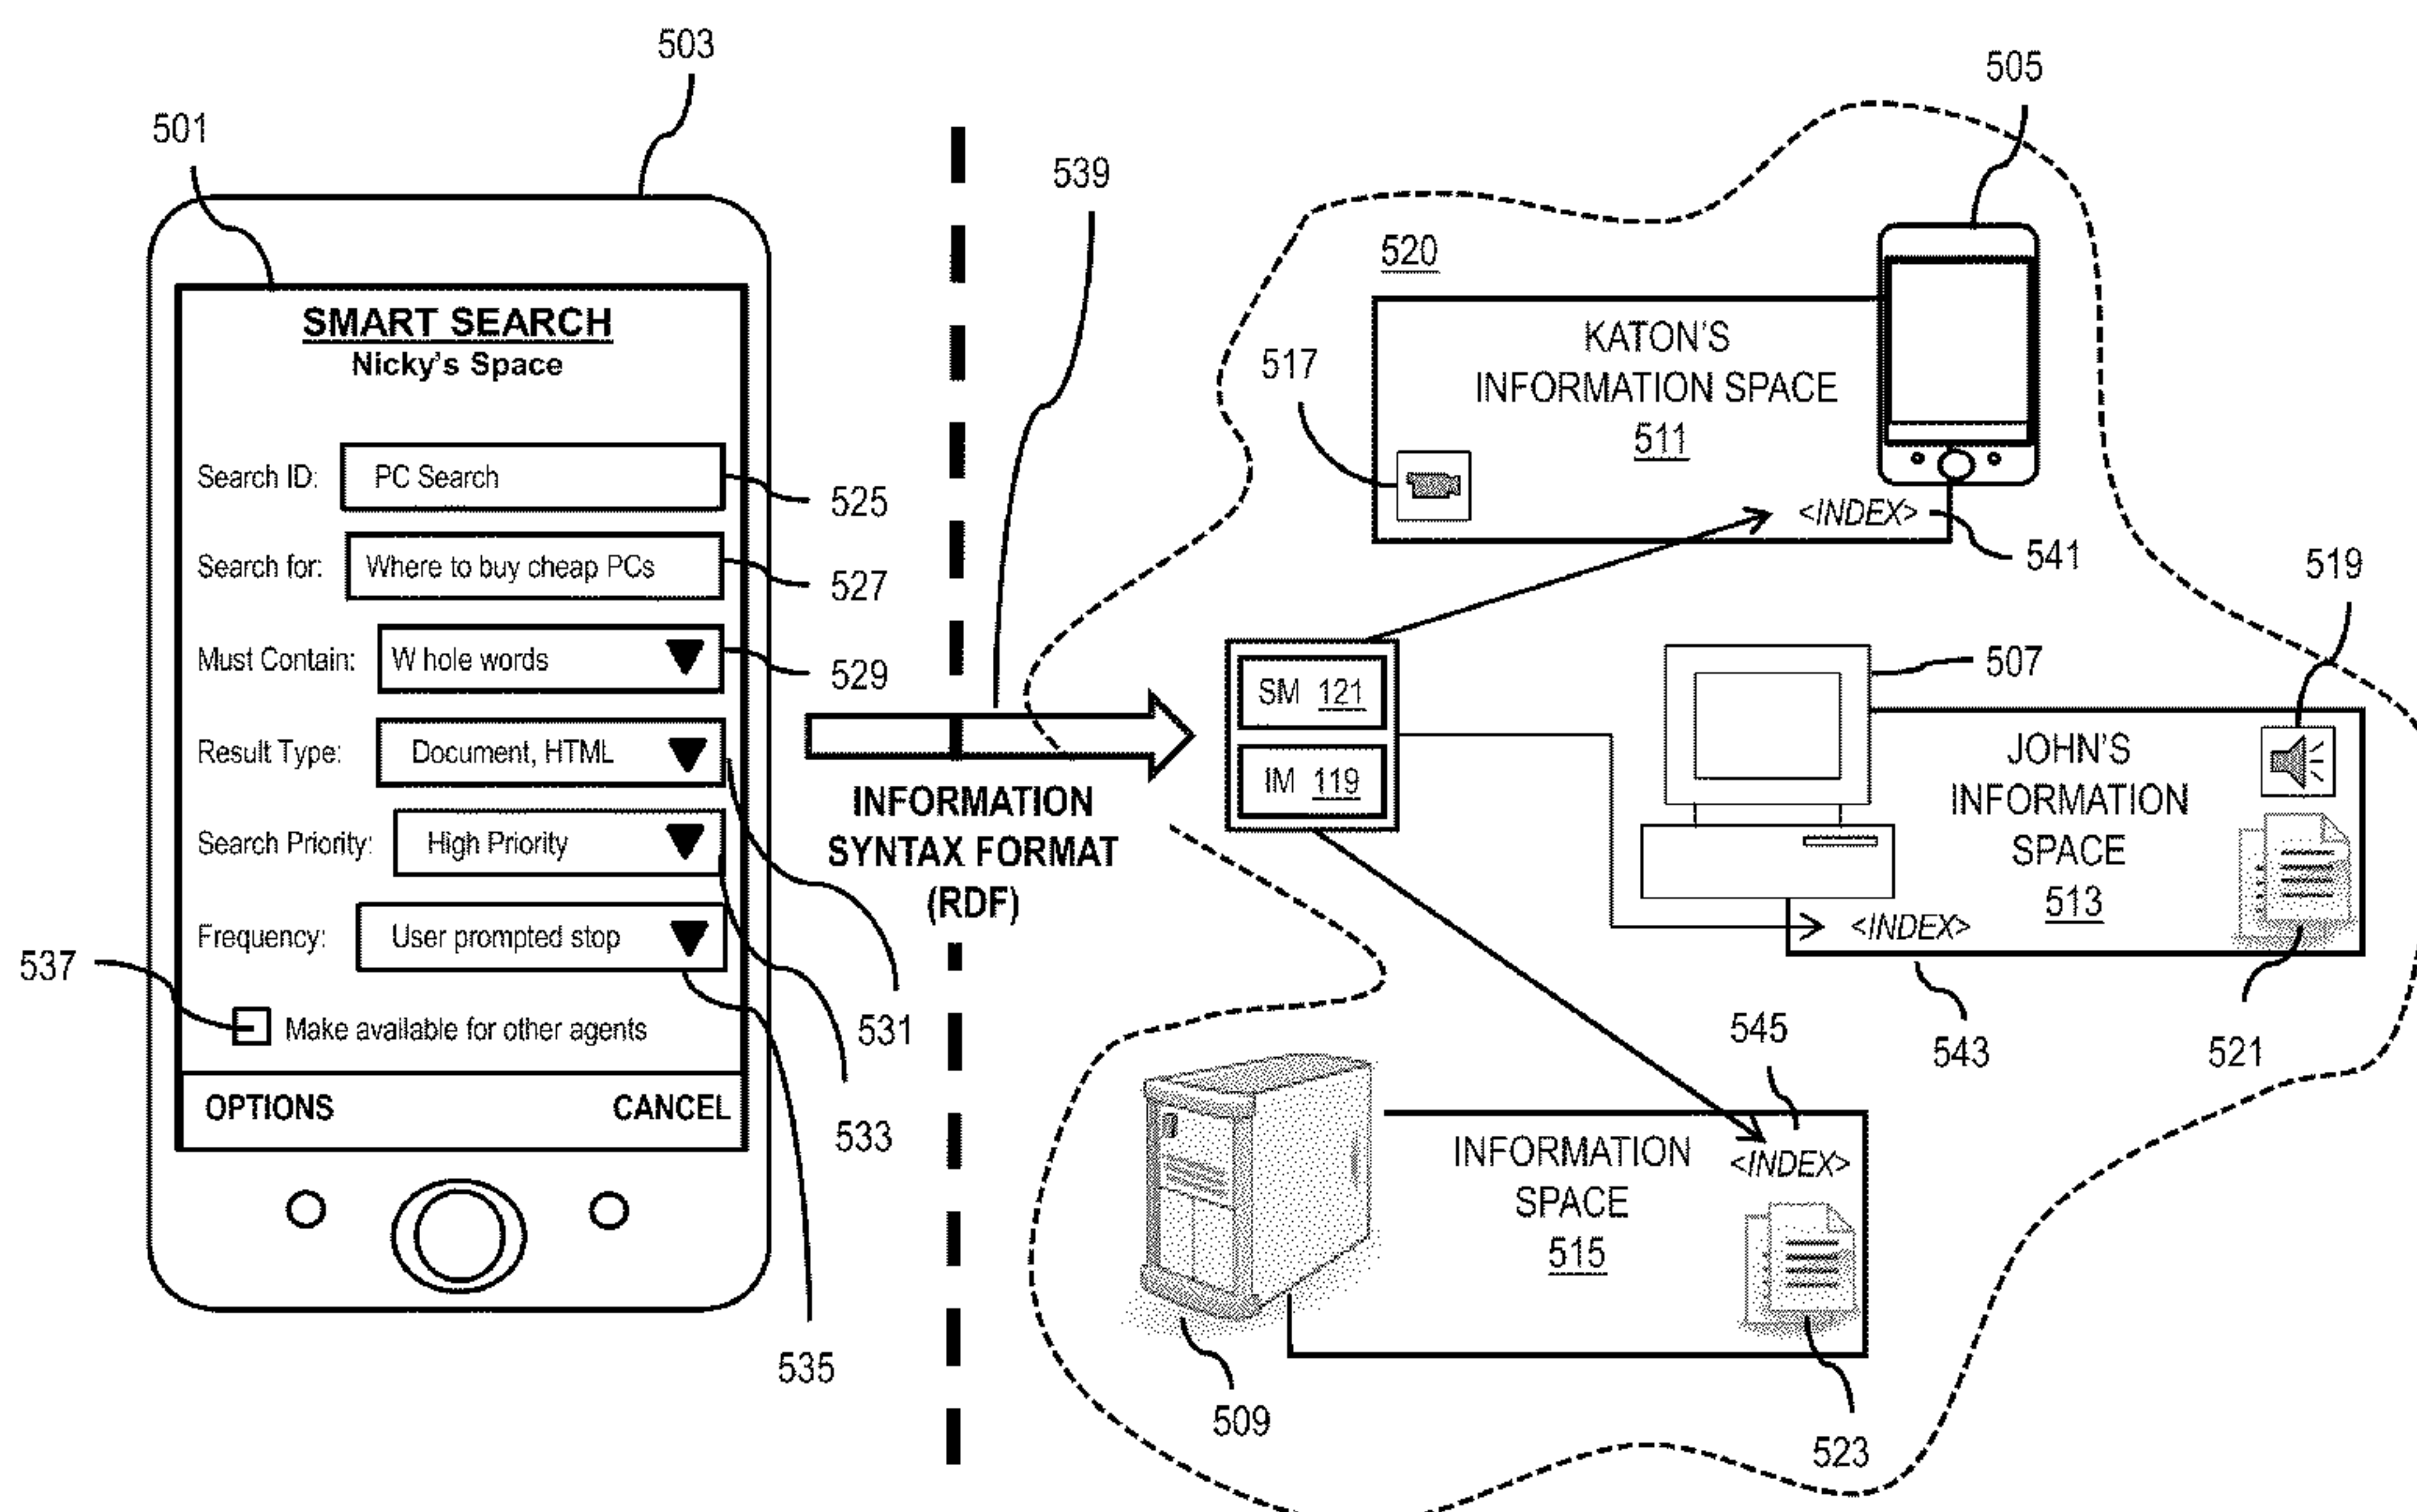 503
501
SMART SEARCH
Nicky's Space
Search ID: PC Search
525
Search for: Where to buy cheap PCs
527
Must Contain: W hole words
529
Result Type: Document, HTML
Search Priority: High Priority
Frequency: User prompted stop
537
Make available for other agents
531
OPTIONS CANCEL
533
535
539
INFORMATION
SYNTAX FORMAT
(RDF)
505
520
KATON'S
INFORMATION SPACE
511
517
<INDEX>
541
519
SM 121
IM 119
507
JOHN'S
INFORMATION
SPACE
513
<INDEX>
543
521
545
INFORMATION
SPACE
515
<INDEX>
509
523